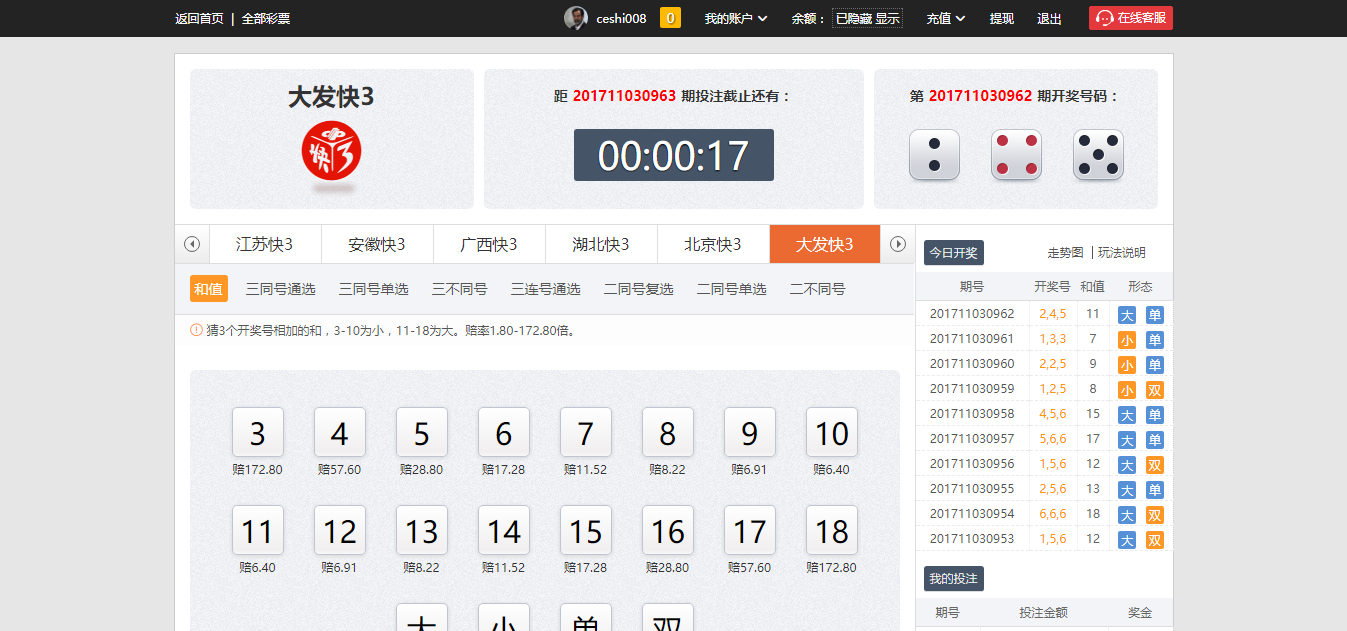 返回首页 | 全部彩票 ceshi008 0 我的账户 余额： 已隐藏 显示 充值 提现 退出 在线客服
大发快3
快3
距 201711030963 期投注截止还有：
00:00:17
第 201711030962 期开奖号码：
江苏快3 安徽快3 广西快3 湖北快3 北京快3 大发快3
和值 三同号通选 三同号单选 三不同号 三连号通选 二同号复选 二同号单选 二不同号
猜3个开奖号相加的和，3-10为小，11-18为大。赔率1.80-172.80倍。
3 4 5 6 7 8 9 10
赔172.80 赔57.60 赔28.80 赔17.28 赔11.52 赔8.22 赔6.91 赔6.40
11 12 13 14 15 16 17 18
赔6.40 赔6.91 赔8.22 赔11.52 赔17.28 赔28.80 赔57.60 赔172.80
大 小 单 双
今日开奖 走势图 | 玩法说明
期号 开奖号 和值 形态
201711030962 2,4,5 11 大 单
201711030961 1,3,3 7 小 单
201711030960 2,2,5 9 小 单
201711030959 1,2,5 8 小 双
201711030958 4,5,6 15 大 单
201711030957 5,6,6 17 大 单
201711030956 1,5,6 12 大 双
201711030955 2,5,6 13 大 单
201711030954 6,6,6 18 大 双
201711030953 1,5,6 12 大 双
我的投注
期号 投注金额 奖金